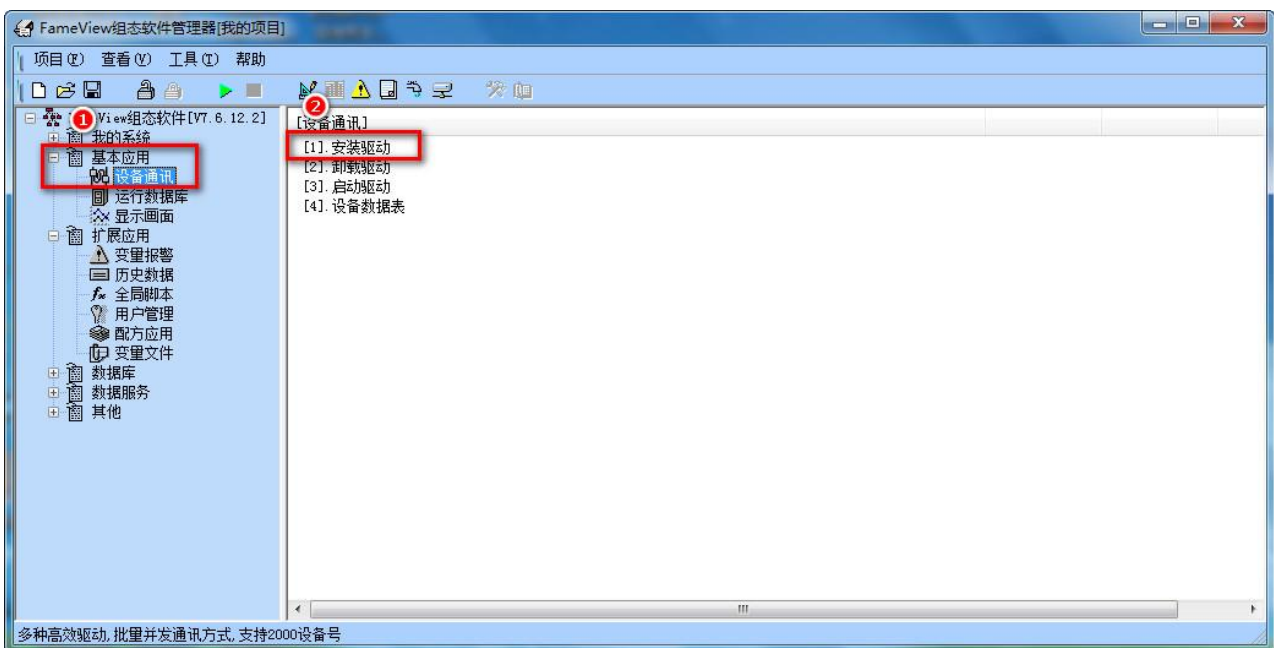 FameView组态软件管理器[我的项目]
项目(F) 查看(V) 工具(T) 帮助
1
2
View组态软件[V7.6.12.2]
我的系统
基本应用
设备通讯
运行数据库
显示画面
扩展应用
变量报警
历史数据
全局脚本
用户管理
配方应用
变量文件
数据库
数据服务
其他
[设备通讯]
[1].安装驱动
[2].卸载驱动
[3].启动驱动
[4].设备数据表
多种高效驱动,批量并发通讯方式,支持2000设备号